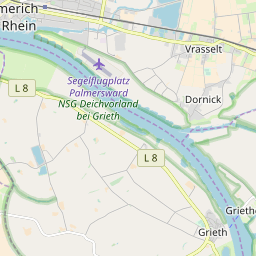 merich
Rhein
Vrasselt
L 8
Segelflugplatz
Palmersward
NSG Deichvorland
bei Grieth
Dornick
L 8
Grieth
Griethe